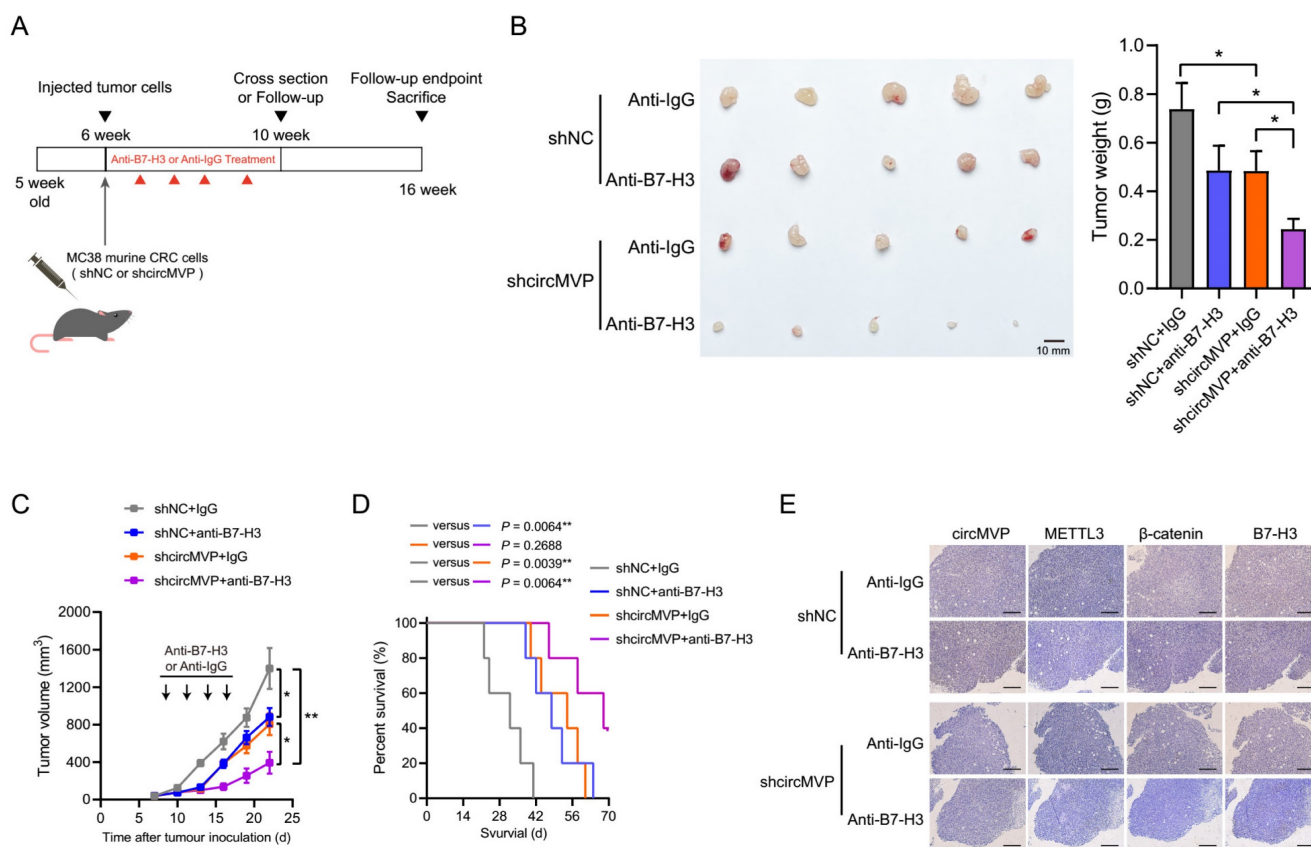 A
Injected tumor cells
Cross section
or Follow-up
Follow-up endpoint
Sacrifice
6 week
10 week
Anti-B7-H3 or Anti-IgG Treatment
5 week
old
16 week
MC38 murine CRC cells
( shNC or shcircMVP )
B
shNC
Anti-IgG
Anti-B7-H3
shcircMVP
Anti-IgG
Anti-B7-H3
10 mm
Tumor weight (g)
1.0
0.8
0.6
0.4
0.2
0.0
*
*
*
shNC+IgG
shNC+anti-B7-H3
shcircMVP+IgG
shcircMVP+anti-B7-H3
C
shNC+IgG
shNC+anti-B7-H3
shcircMVP+IgG
shcircMVP+anti-B7-H3
Tumor volume (mm3)
2000
1600
1200
800
400
0
Anti-B7-H3
or Anti-IgG
*
*
**
0 5 10 15 20 25
Time after tumour inoculation (d)
D
versus P = 0.0064**
versus P = 0.2688
versus P = 0.0039**
versus P = 0.0064**
shNC+IgG
shNC+anti-B7-H3
shcircMVP+IgG
shcircMVP+anti-B7-H3
Percent survival (%)
100
80
60
40
20
0
0 14 28 42 56 70
Svurvial (d)
E
circMVP METTL3 β-catenin B7-H3
shNC
Anti-IgG
Anti-B7-H3
shcircMVP
Anti-IgG
Anti-B7-H3